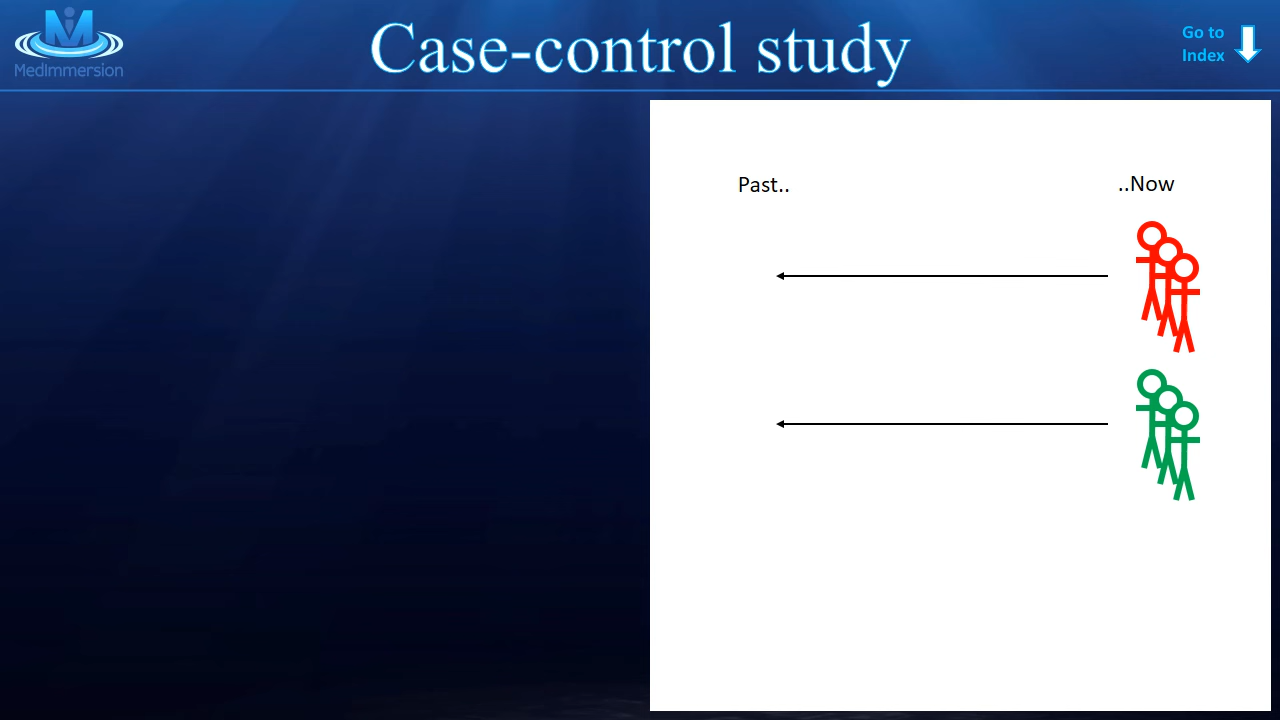 MedImmersion
Case-control study
Go to
Index
Past..
..Now